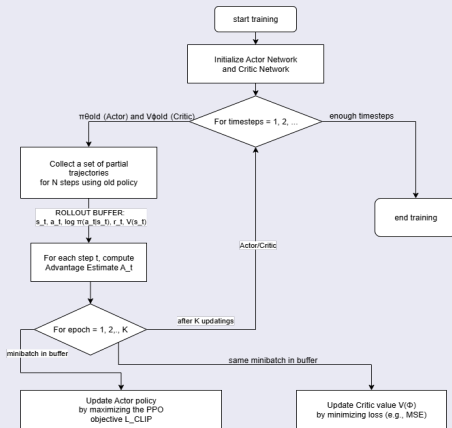 start training
Initialize Actor Network
and Critic Network
For timesteps = 1, 2, ...
πθold (Actor) and Vϕold (Critic)
enough timesteps
Collect a set of partial
trajectories
for N steps using old policy
ROLLOUT BUFFER:
s_t, a_t, log π(a_t|s_t), r_t, V(s_t)
end training
For each step t, compute
Advantage Estimate A_t
Actor/Critic
For epoch = 1, 2,., K
after K updatings
minibatch in buffer
same minibatch in buffer
Update Actor policy
by maximizing the PPO
objective L_CLIP
Update Critic value V(Φ)
by minimizing loss (e.g., MSE)